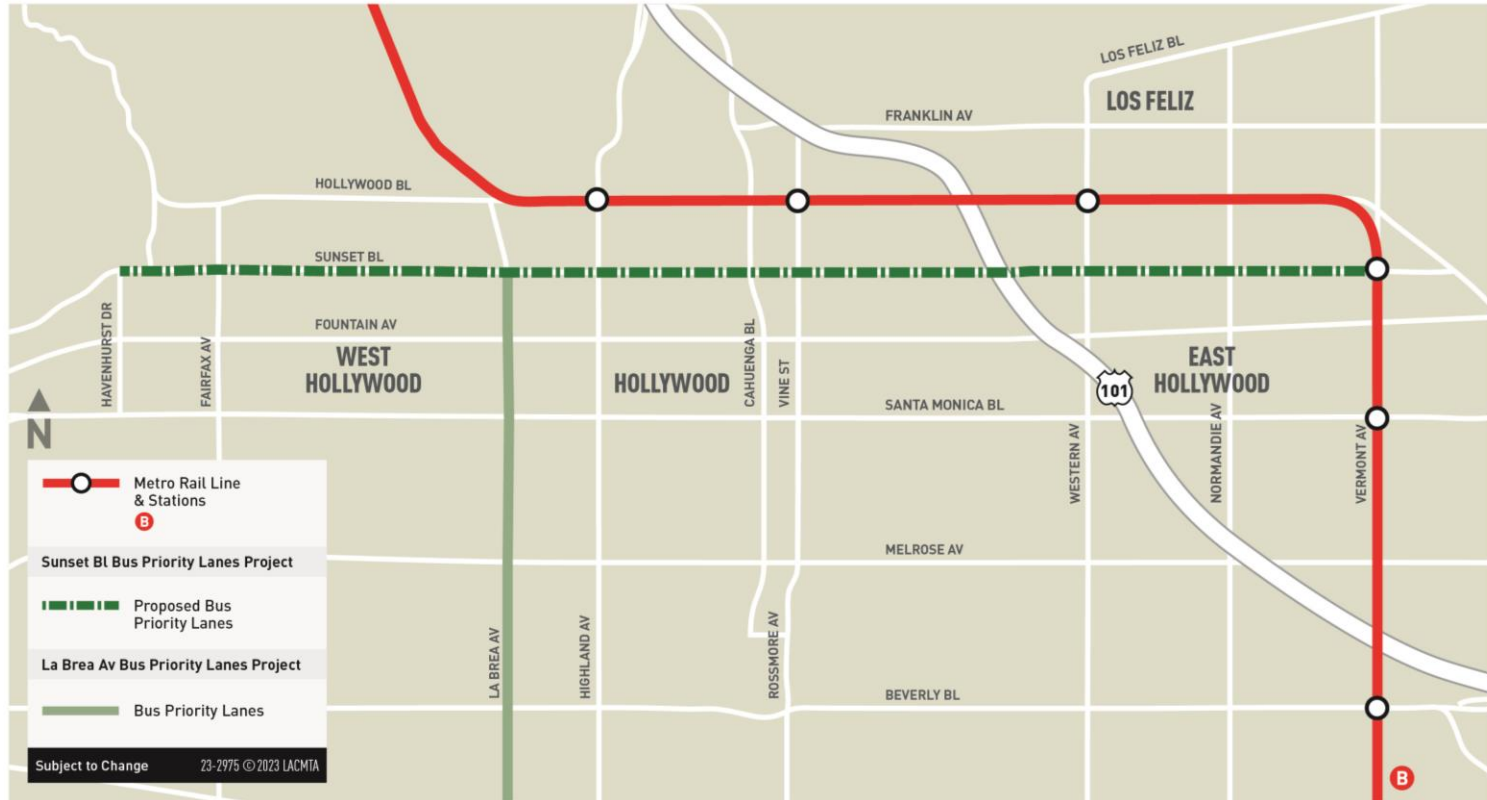 LOS FELIZ BL
LOS FELIZ
FRANKLIN AV
HOLLYWOOD BL
SUNSET BL
HAVENHURST DR
FAIRFAX AV
FOUNTAIN AV
WEST
HOLLYWOOD
HOLLYWOOD
CAHUENGA BL
VINE ST
EAST
HOLLYWOOD
101
SANTA MONICA BL
WESTERN AV
NORMANDIE AV
VERMONT AV
N
MELROSE AV
LA BREA AV
HIGHLAND AV
ROSSMORE AV
BEVERLY BL
B
Metro Rail Line
& Stations
B
Sunset Bl Bus Priority Lanes Project
Proposed Bus
Priority Lanes
La Brea Av Bus Priority Lanes Project
Bus Priority Lanes
Subject to Change 23-2975 © 2023 LACMTA